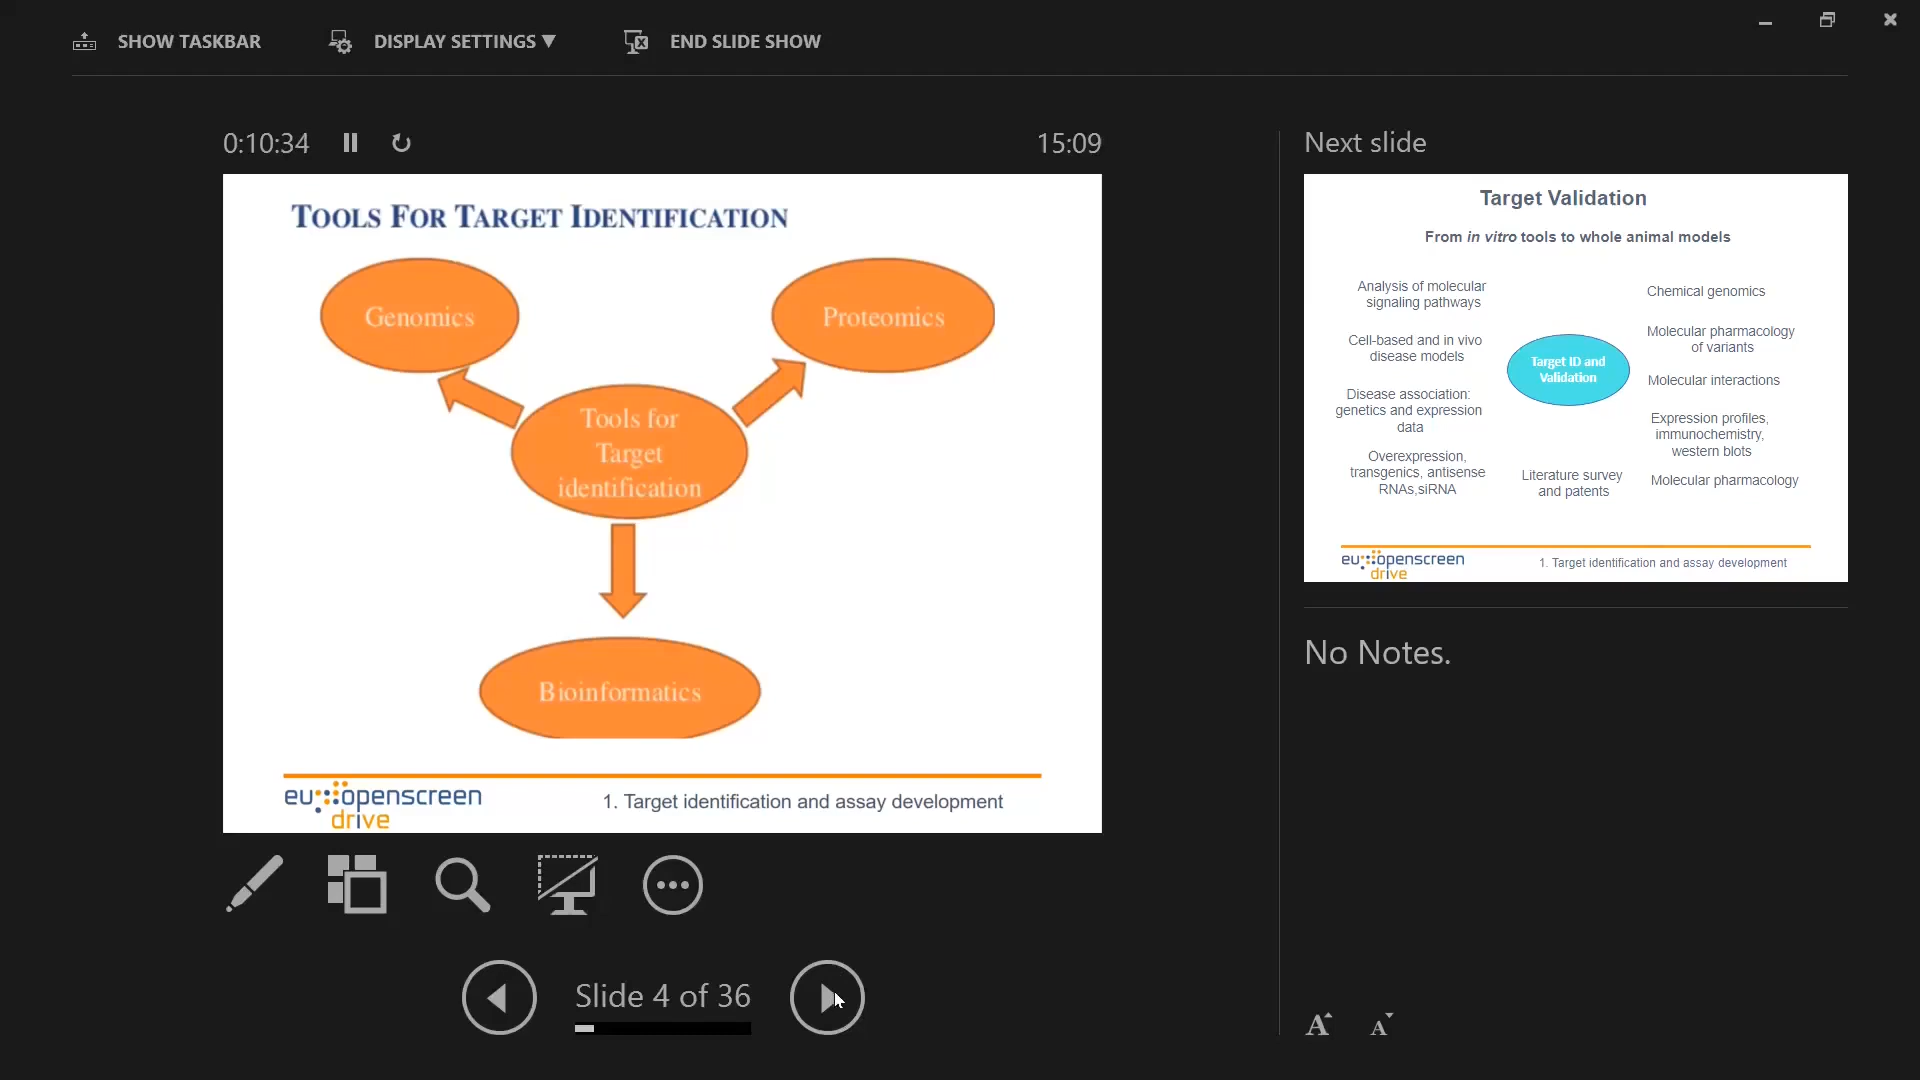 SHOW TASKBAR
DISPLAY SETTINGS ▼
END SLIDE SHOW
0:10:34
15:09
TOOLS FOR TARGET IDENTIFICATION
Genomics
Proteomics
Tools for
Target
identification
Bioinformatics
eu openscreen
drive
1. Target identification and assay development
Slide 4 of 36
Next slide
Target Validation
From in vitro tools to whole animal models
Analysis of molecular
signaling pathways
Cell-based and in vivo
disease models
Disease association:
genetics and expression
data
Overexpression,
transgenics, antisense
RNAs,siRNA
Target ID and
Validation
Literature survey
and patents
Chemical genomics
Molecular pharmacology
of variants
Molecular interactions
Expression profiles,
immunochemistry,
western blots
Molecular pharmacology
eu openscreen
drive
1. Target identification and assay development
No Notes.
A A